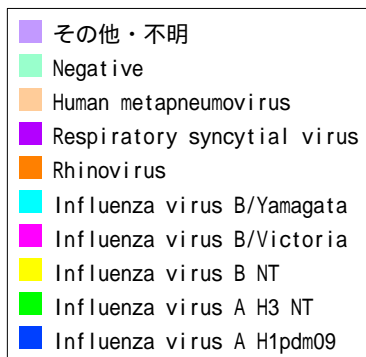 その他・不明
Negative
Human metapneumovirus
Respiratory syncytial virus
Rhinovirus
Influenza virus B/Yamagata
Influenza virus B/Victoria
Influenza virus B NT
Influenza virus A H3 NT
Influenza virus A H1pdm09